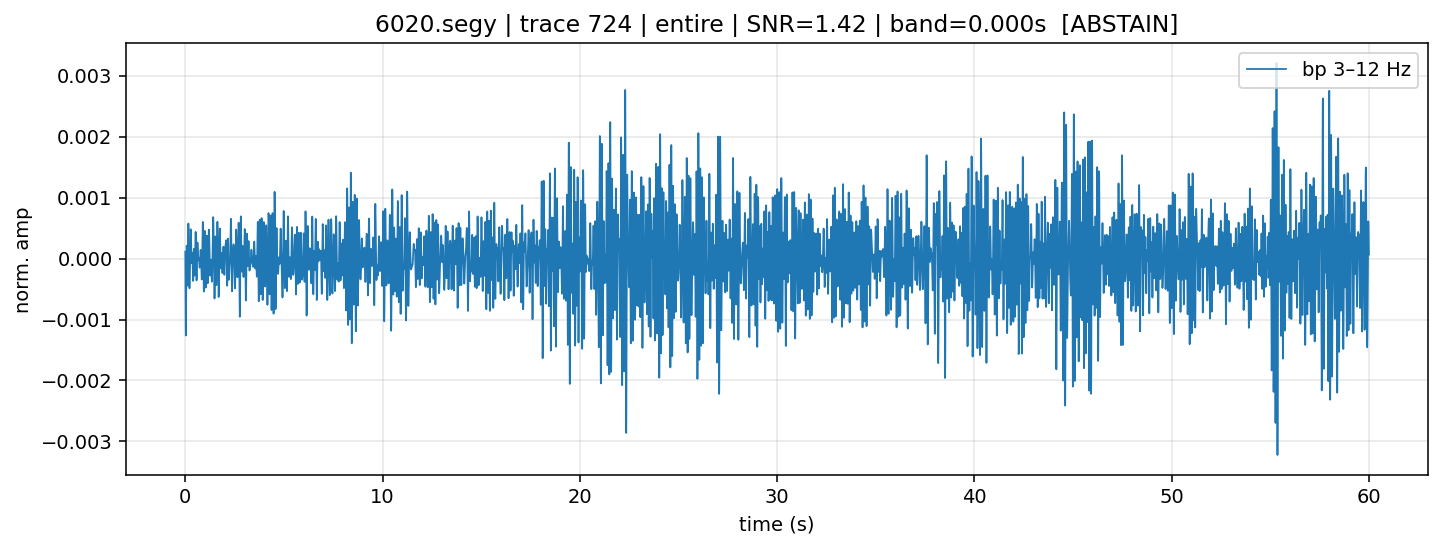 6020.segy | trace 724 | entire | SNR=1.42 | band=0.000s  [ABSTAIN]
bp 3–12 Hz
norm. amp
0.003
0.002
0.001
0.000
−0.001
−0.002
−0.003
0 10 20 30 40 50 60
time (s)